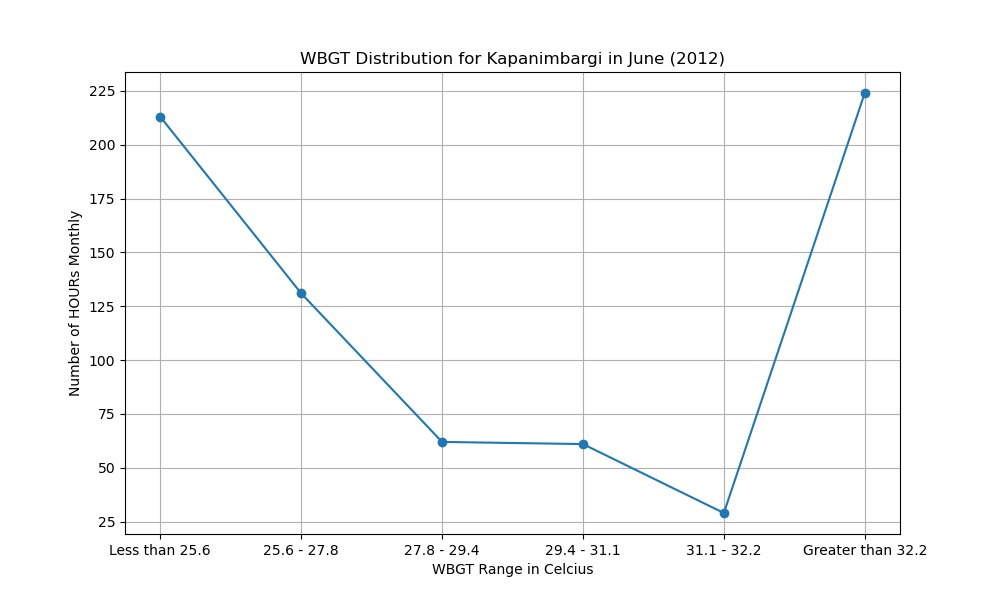 WBGT Distribution for Kapanimbargi in June (2012)
Number of HOURs Monthly
225
200
175
150
125
100
75
50
25
Less than 25.6
25.6 - 27.8
27.8 - 29.4
29.4 - 31.1
31.1 - 32.2
Greater than 32.2
WBGT Range in Celcius